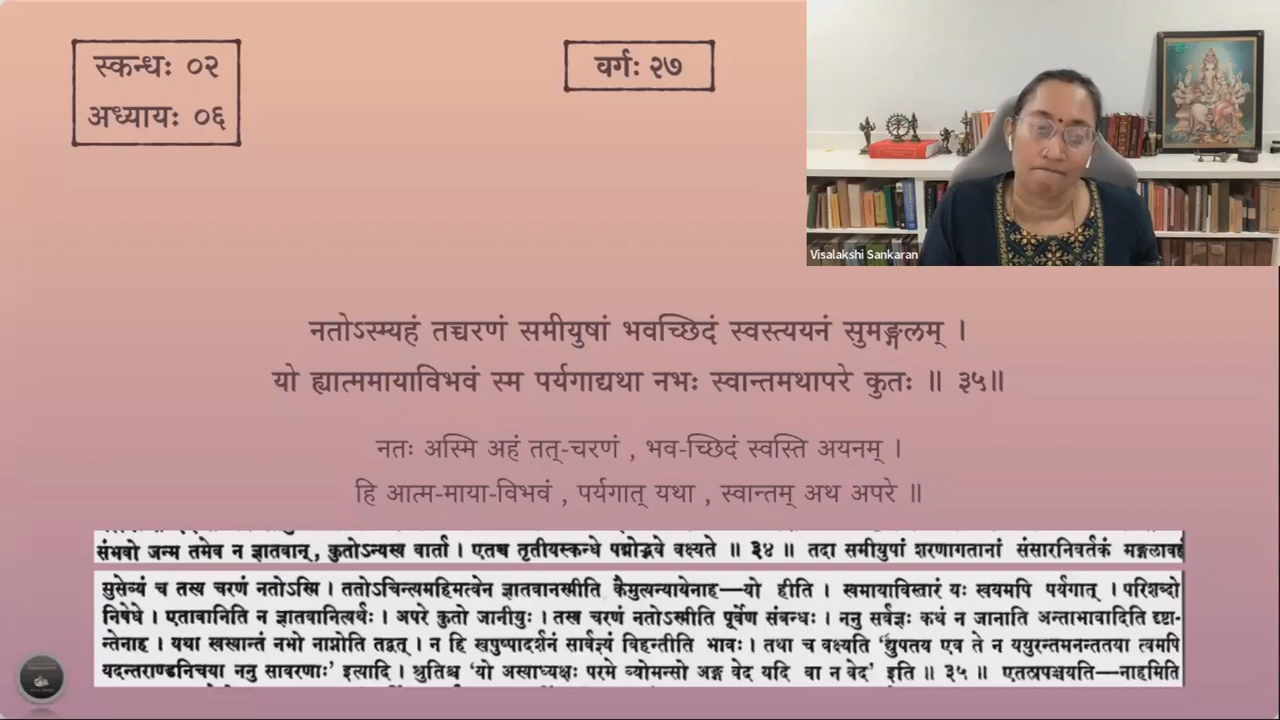 स्कन्धः ०२
अध्यायः ०६
वर्गः २७
Visalakshi Sankaran
नतोऽस्म्यहं तच्चरणं समीयुषां भवच्छिदं स्वस्त्ययनं सुमङ्गलम् ।
यो ह्यात्ममायाविभवं स्म पर्यगाद्यथा नभः स्वान्तमथापरे कुतः ॥ ३५॥
नतः अस्मि अहं तत्-चरणं , भव-च्छिदं स्वस्ति अयनम् ।
हि आत्म-माया-विभवं , पर्यगात् यथा , स्वान्तम् अथ अपरे ॥
संभवो जन्म तमेव न ज्ञातवान्, कुतोऽन्यस्य वार्ता । एतच्च तृतीयस्कन्धे पद्मोद्भवे वक्ष्यते ॥ ३४ ॥ तदा समीयुषां शरणागतानां संसारनिवर्तकं मङ्गलावहं
सुसेव्यं च तस्य चरणं नतोऽस्मि । ततोऽचिन्त्यमहिमत्वेन ज्ञातवानस्मीति कैमुत्यन्यायेनाह—यो हीति । स्वमायाविस्तारं यः स्वयमपि पर्यगात् । परिशब्दो
निषेधे । एतावानिति न ज्ञातवानित्यर्थः । अपरे कुतो जानीयुः । तस्य चरणं नतोऽस्मीति पूर्वेण संबन्धः । ननु सर्वज्ञः कथं न जानाति अन्ताभावादिति दृष्टा-
न्तेनाह । यथा स्वस्यान्तं नभो नाप्नोति तद्वत् । न हि खपुष्पादर्शनं सार्वज्ञ्यं विहन्तीति भावः । तथा च वक्ष्यति ‘द्युपतय एव ते न ययुरन्तमनन्ततया त्वमपि
यदन्तराण्डनिचया ननु सावरणाः’ इत्यादि । श्रुतिश्च ‘यो अस्याध्यक्षः परमे व्योमन्सो अङ्ग वेद यदि वा न वेद’ इति ॥ ३५ ॥ एतत्प्रपञ्चयति—नाहमिति